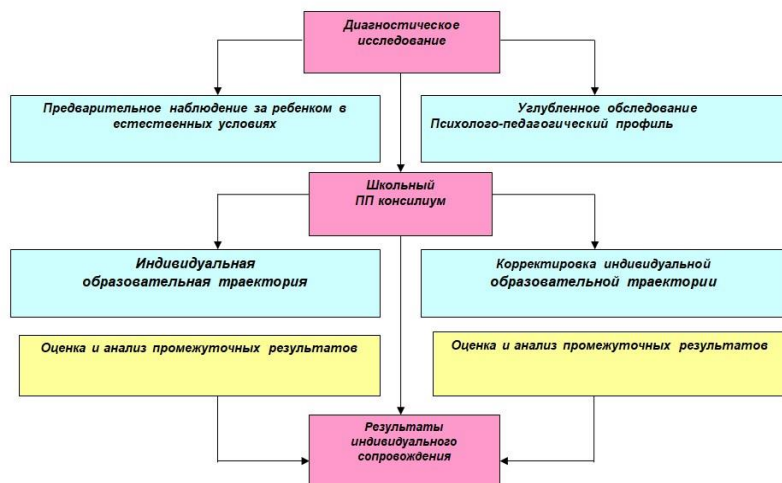 Диагностическое
исследование
Предварительное наблюдение за ребенком в
естественных условиях
Углубленное обследование
Психолого-педагогический профиль
Школьный
ПП консилиум
Индивидуальная
образовательная траектория
Корректировка индивидуальной
образовательной траектории
Оценка и анализ промежуточных результатов
Оценка и анализ промежуточных результатов
Результаты
индивидуального
сопровождения